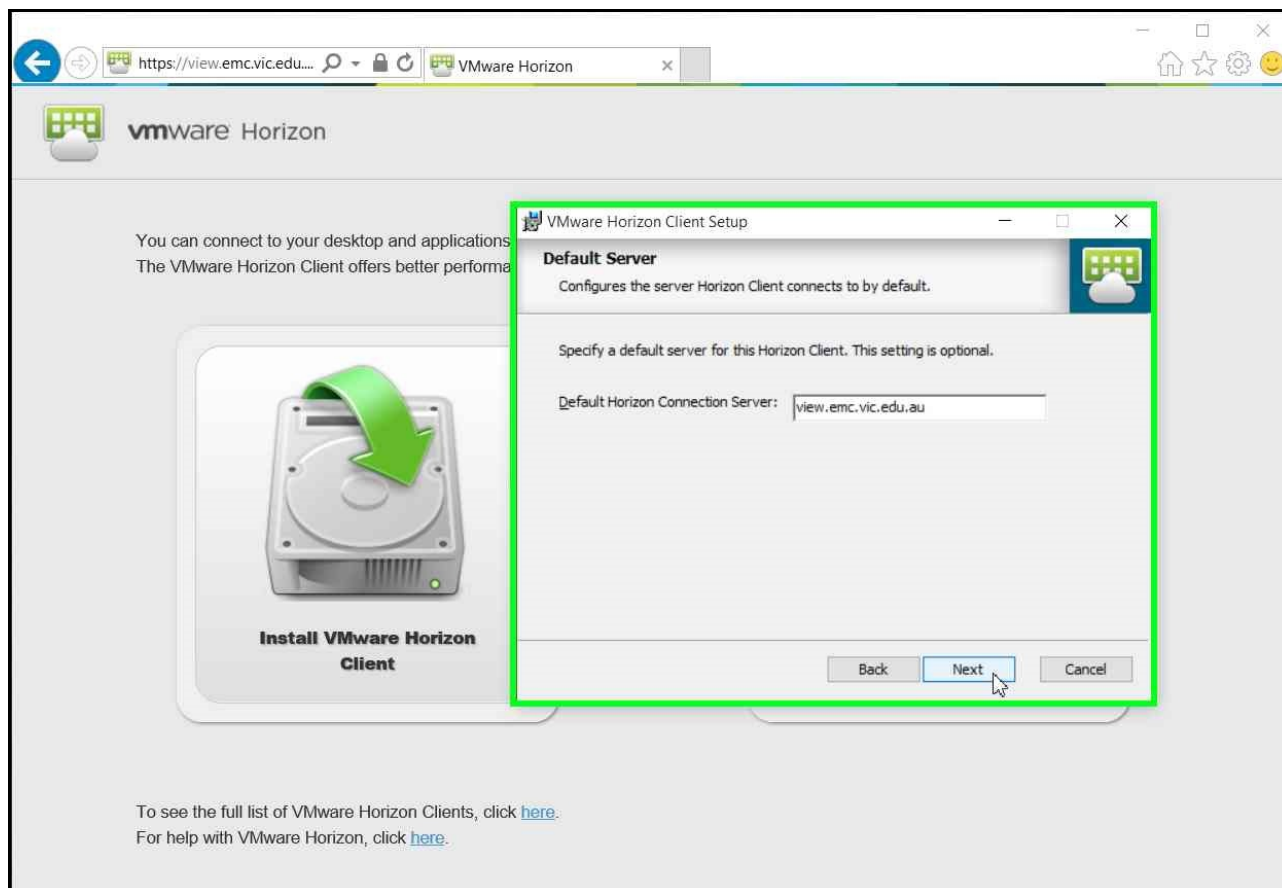 https://view.emc.vic.edu....
VMware Horizon
vmware Horizon
You can connect to your desktop and applications
The VMware Horizon Client offers better performa
Install VMware Horizon
Client
VMware Horizon Client Setup
Default Server
Configures the server Horizon Client connects to by default.
Specify a default server for this Horizon Client. This setting is optional.
Default Horizon Connection Server: view.emc.vic.edu.au
Back Next Cancel
To see the full list of VMware Horizon Clients, click here.
For help with VMware Horizon, click here.